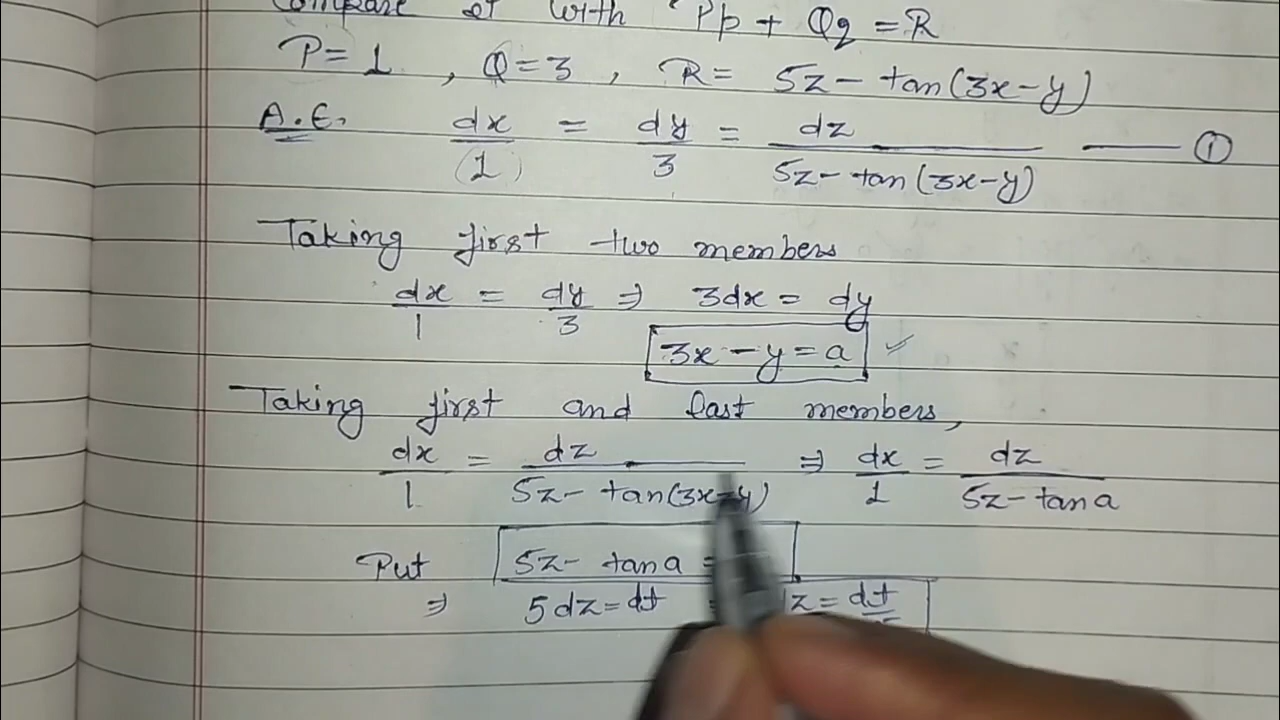 Compare it with Pp + Qq = R
P = 1 , Q = 3 , R = 5z - tan(3x - y)
A.E. dx/(1) = dy/3 = dz/(5z - tan(3x - y)) —— ①
Taking first two members
dx/1 = dy/3 ⇒ 3dx = dy
3x - y = a ✓
Taking first and last members,
dx/1 = dz/(5z - tan(3x - y)) ⇒ dx/1 = dz/(5z - tan a)
Put 5z - tan a =
⇒ 5dz = dt dz = dt